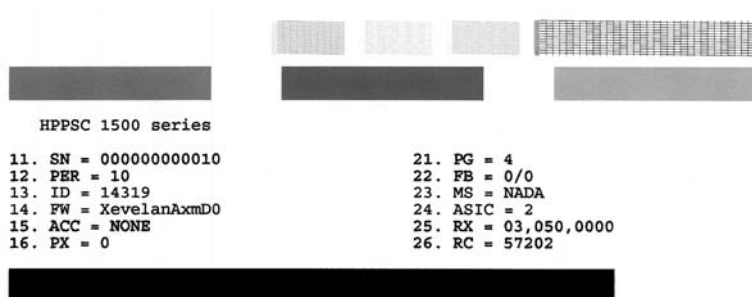 HPPSC 1500 series
11. SN = 000000000010
12. PER = 10
13. ID = 14319
14. FW = XevelanAxmD0
15. ACC = NONE
16. PX = 0
21. PG = 4
22. FB = 0/0
23. MS = NADA
24. ASIC = 2
25. RX = 03,050,0000
26. RC = 57202